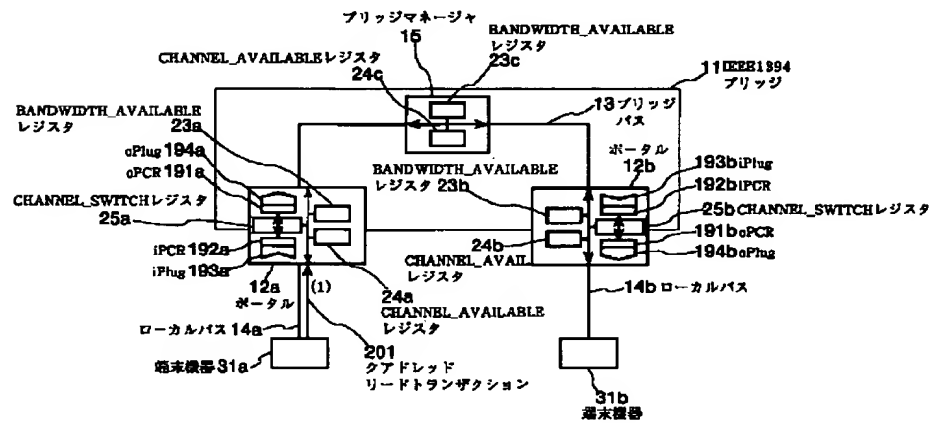 ブリッジマネージャ
15
BANDWIDTH_AVAILABLE
レジスタ
23c
CHANNEL_AVAILABLEレジスタ
24c
11 IEEE1394
ブリッジ
13 ブリッジ
バス
BANDWIDTH_AVAILABLE
レジスタ
23a
oPlug 194a
oPCR 191a
CHANNEL_SWITCHレジスタ
25a
iPCR 192a
iPlug 193a
12a
ポータル
(1)
24a
CHANNEL_AVAILABLE
レジスタ
BANDWIDTH_AVAILABLE
レジスタ 23b
24b
CHANNEL_AVAIL
レジスタ
ポータル
12b
193b iPlug
192b iPCR
25b CHANNEL_SWITCHレジスタ
191b oPCR
194b oPlug
ローカルバス 14a
14b ローカルバス
端末機器 31a
201
クアドレッド
リードトランザクション
31b
端末機器